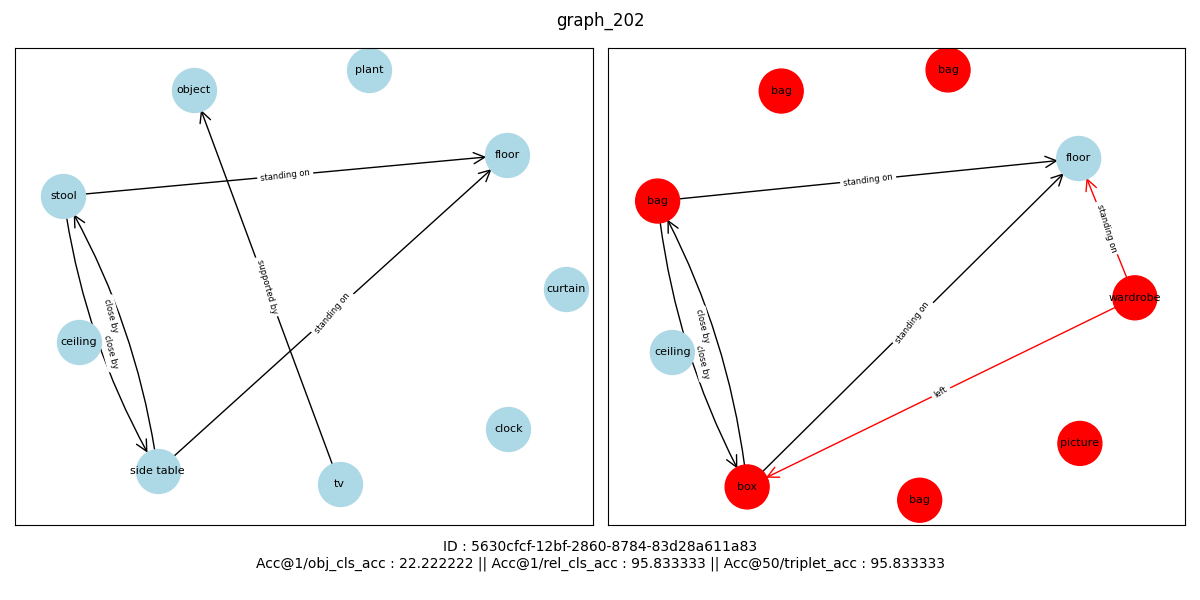 graph_202
plant
object
floor
standing on
stool
supported by
curtain
close by
standing on
ceiling
close by
clock
side table
tv
bag
bag
floor
standing on
bag
standing on
wardrobe
close by
standing on
ceiling
close by
left
picture
box
bag
ID : 5630cfcf-12bf-2860-8784-83d28a611a83
Acc@1/obj_cls_acc : 22.222222 || Acc@1/rel_cls_acc : 95.833333 || Acc@50/triplet_acc : 95.833333